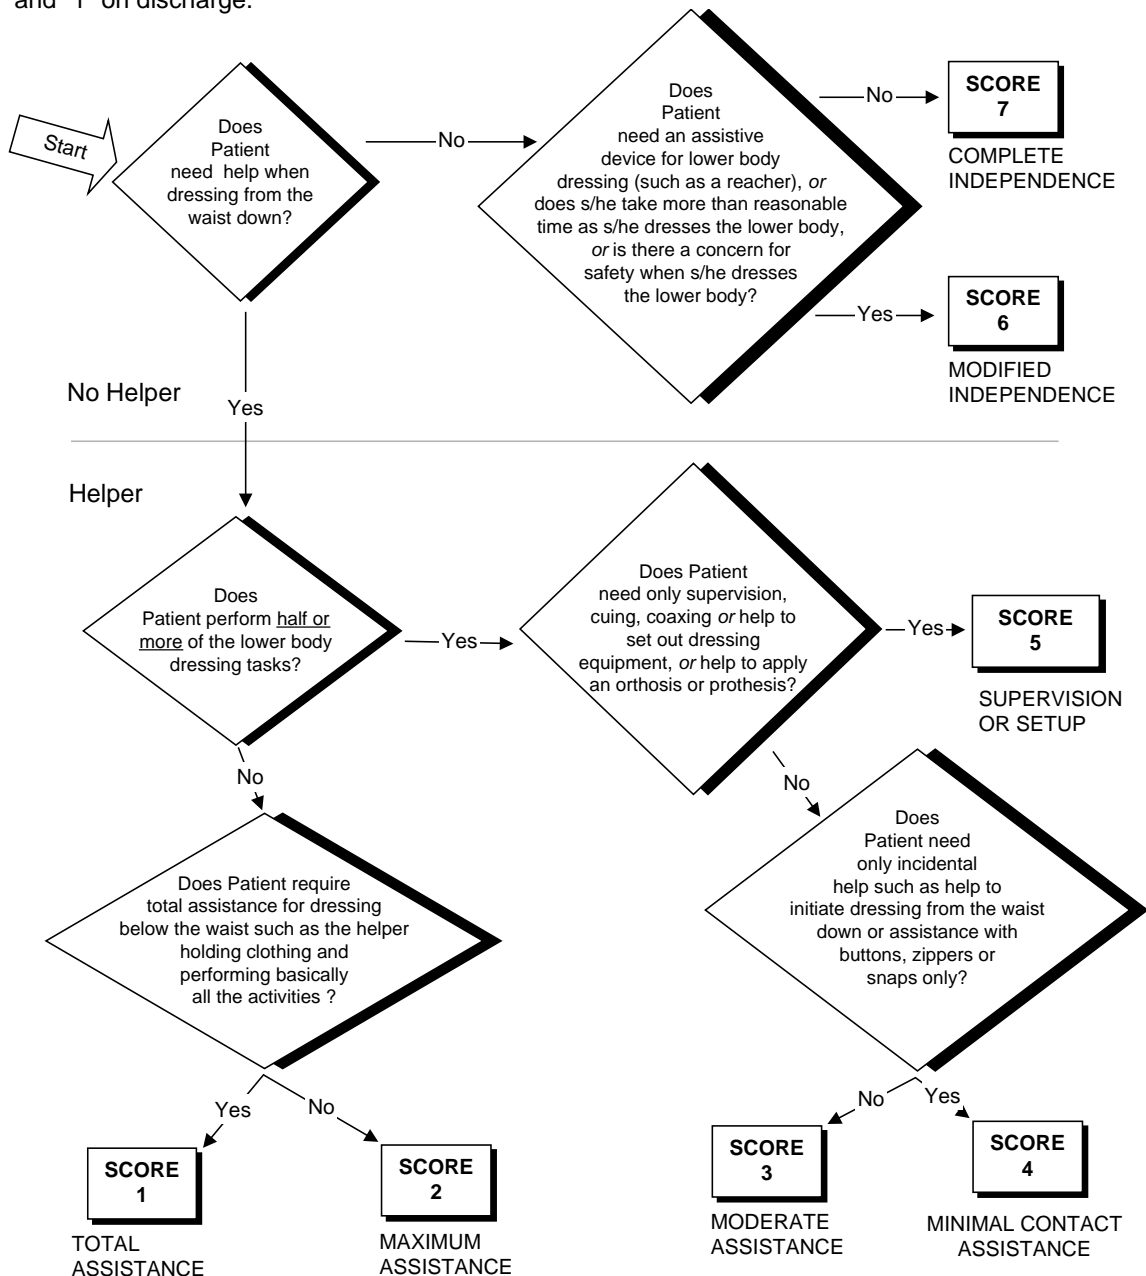 and "1" on discharge.
Start
Does
Patient
need help when
dressing from the
waist down?
No
Does
Patient
need an assistive
device for lower body
dressing (such as a reacher), or
does s/he take more than reasonable
time as s/he dresses the lower body,
or is there a concern for
safety when s/he dresses
the lower body?
No
SCORE
7
COMPLETE
INDEPENDENCE
Yes
SCORE
6
MODIFIED
INDEPENDENCE
No Helper
Yes
Helper
Does
Patient perform half or
more of the lower body
dressing tasks?
Yes
Does Patient
need only supervision,
cuing, coaxing or help to
set out dressing
equipment, or help to apply
an orthosis or prothesis?
Yes
SCORE
5
SUPERVISION
OR SETUP
No
No
Does Patient require
total assistance for dressing
below the waist such as the helper
holding clothing and
performing basically
all the activities ?
Does
Patient need
only incidental
help such as help to
initiate dressing from the waist
down or assistance with
buttons, zippers or
snaps only?
Yes
No
SCORE
1
TOTAL
ASSISTANCE
SCORE
2
MAXIMUM
ASSISTANCE
No
Yes
SCORE
3
MODERATE
ASSISTANCE
SCORE
4
MINIMAL CONTACT
ASSISTANCE